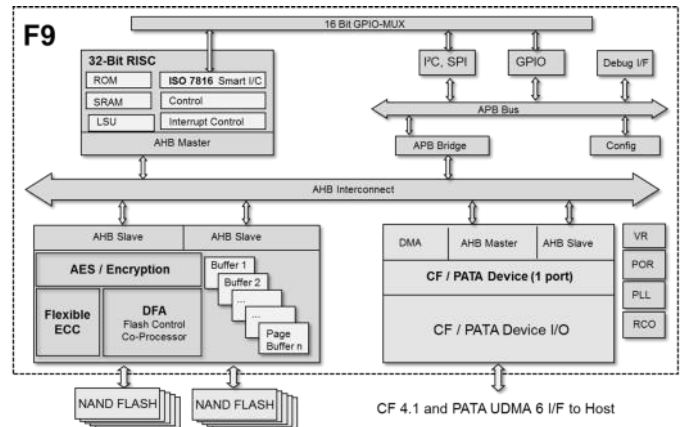 F9
16 Bit GPIO-MUX
32-Bit RISC
ROM
ISO 7816 Smart I/C
SRAM
Control
LSU
Interrupt Control
AHB Master
I²C, SPI
GPIO
Debug I/F
APB Bus
APB Bridge
Config
AHB Interconnect
AHB Slave
AHB Slave
AES / Encryption
Flexible
ECC
DFA
Flash Control
Co-Processor
Buffer 1
Buffer 2
...
...
Page
Buffer n
DMA
AHB Master
AHB Slave
CF / PATA Device (1 port)
CF / PATA Device I/O
VR
POR
PLL
RCO
NAND FLASH
NAND FLASH
CF 4.1 and PATA UDMA 6 I/F to Host